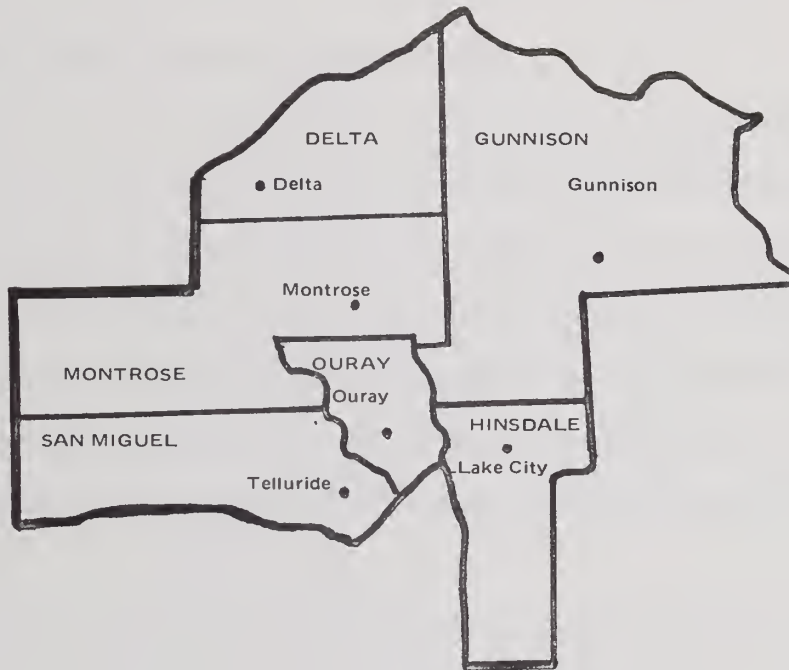 DELTA
GUNNISON
Delta
Gunnison
Montrose
OURAY
MONTROSE
Ouray
HINSDALE
SAN MIGUEL
Lake City
Telluride